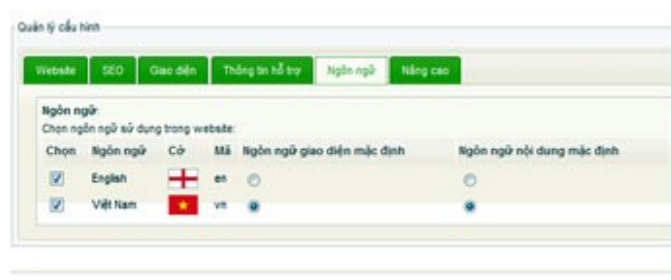 Quản lý cấu hình
Website SEO Giao diện Thông tin hỗ trợ Ngôn ngữ Nâng cao
Ngôn ngữ:
Chọn ngôn ngữ sử dụng trong website:
Chọn Ngôn ngữ Cờ Mã Ngôn ngữ giao diện mặc định Ngôn ngữ nội dung mặc định
English en
Việt Nam vn